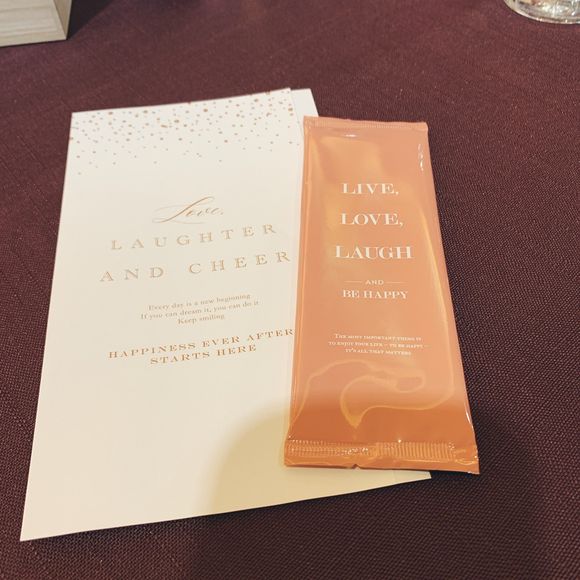 Love,
LAUGHTER
AND CHEER
Every day is a new beginning
If you can dream it, you can do it
Keep smiling
HAPPINESS EVER AFTER
STARTS HERE
LIVE,
LOVE,
LAUGH
AND
BE HAPPY
THE MOST IMPORTANT THING IS
TO ENJOY YOUR LIFE – TO BE HAPPY –
IT'S ALL THAT MATTERS